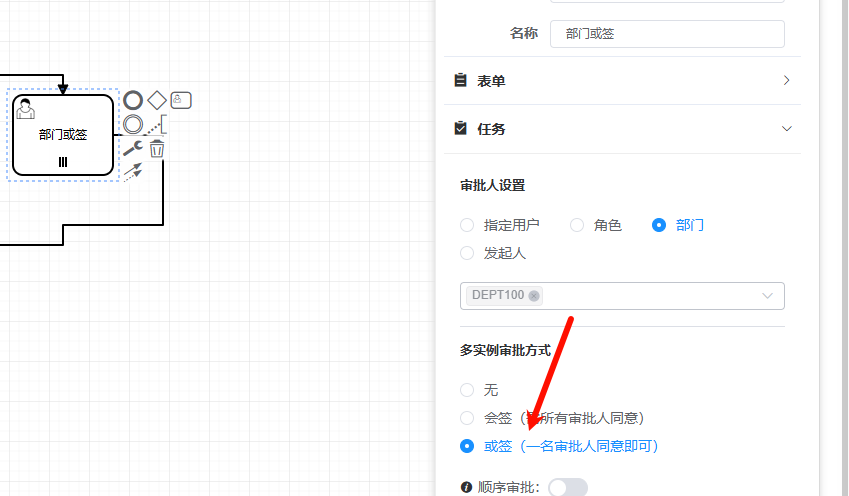 名称 部门或签
表单
任务
部门或签
审批人设置
指定用户 角色 部门
发起人
DEPT100
多实例审批方式
无
会签（所有审批人同意）
或签（一名审批人同意即可）
顺序审批：